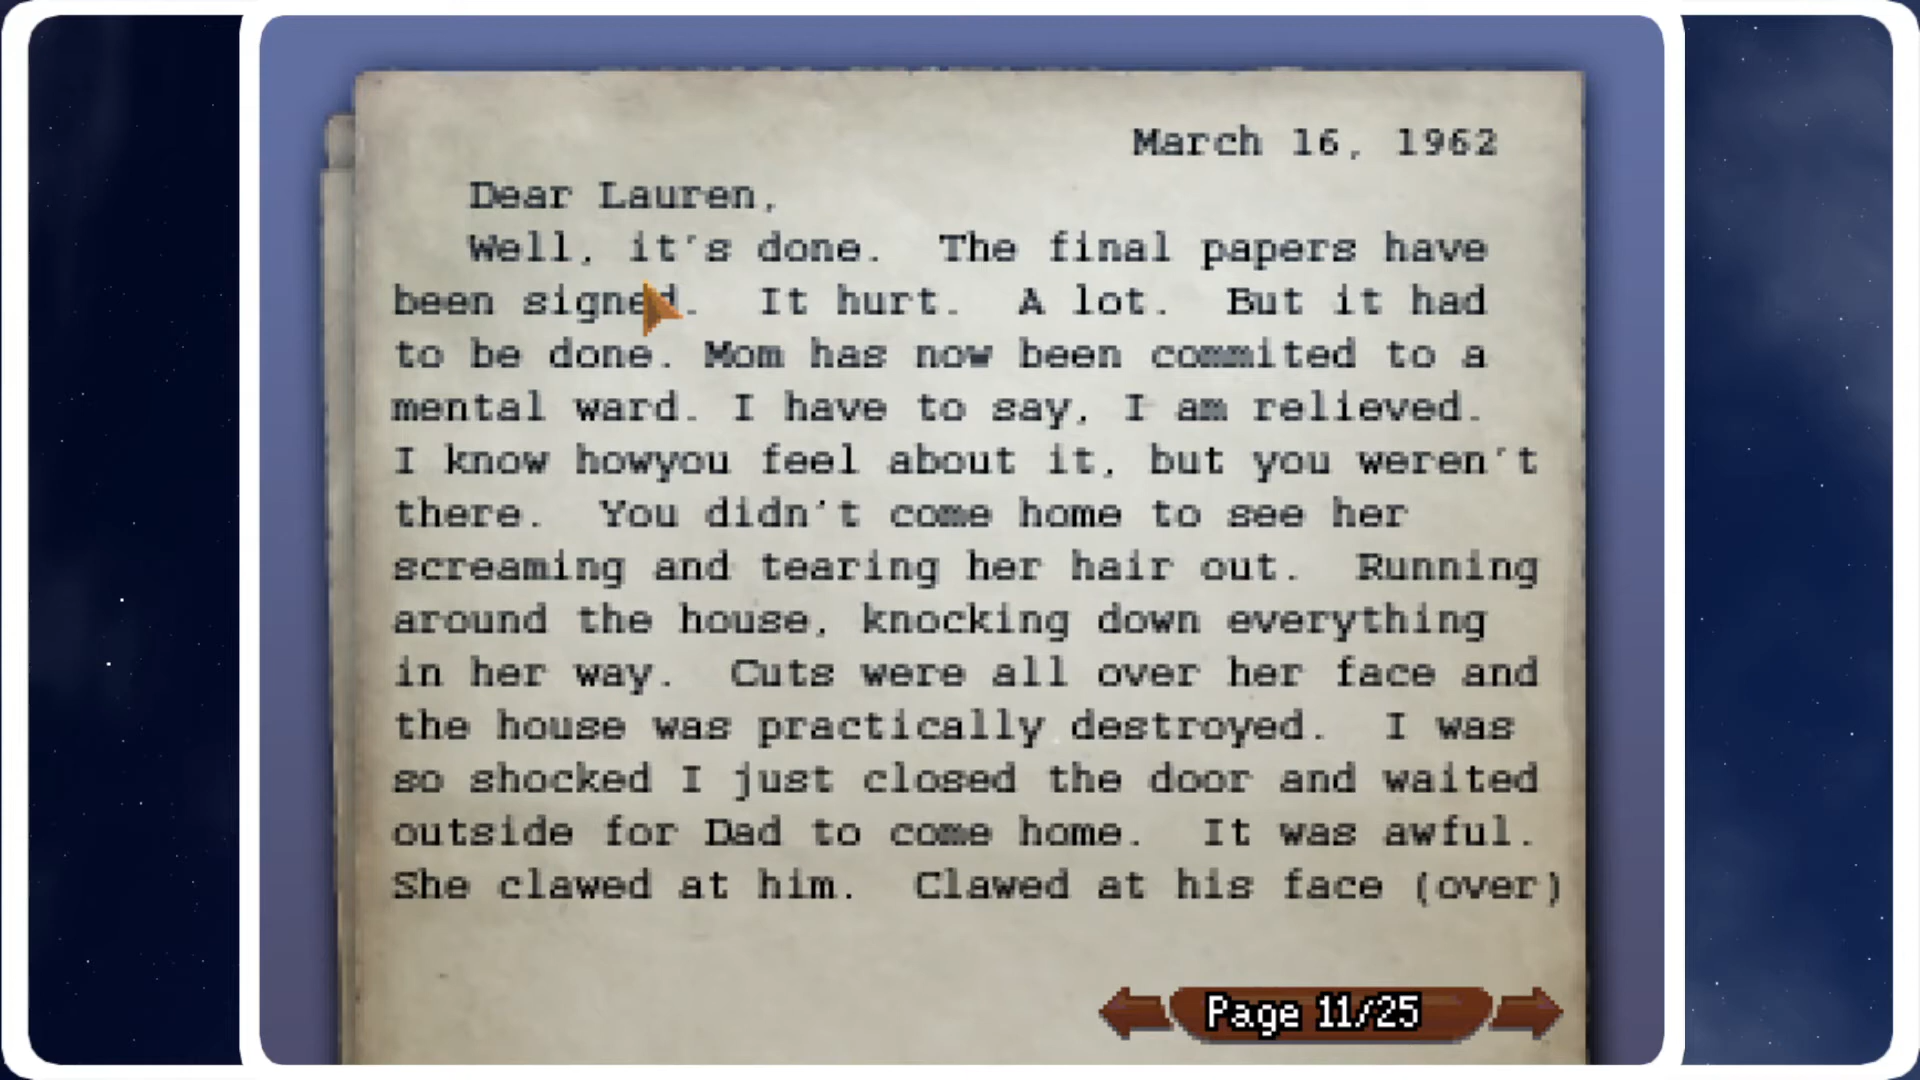 March 16, 1962
Dear Lauren,
Well, it's done. The final papers have
been signed. It hurt. A lot. But it had
to be done. Mom has now been commited to a
mental ward. I have to say, I am relieved.
I know howyou feel about it, but you weren't
there. You didn't come home to see her
screaming and tearing her hair out. Running
around the house, knocking down everything
in her way. Cuts were all over her face and
the house was practically destroyed. I was
so shocked I just closed the door and waited
outside for Dad to come home. It was awful.
She clawed at him. Clawed at his face (over)
Page 11/25